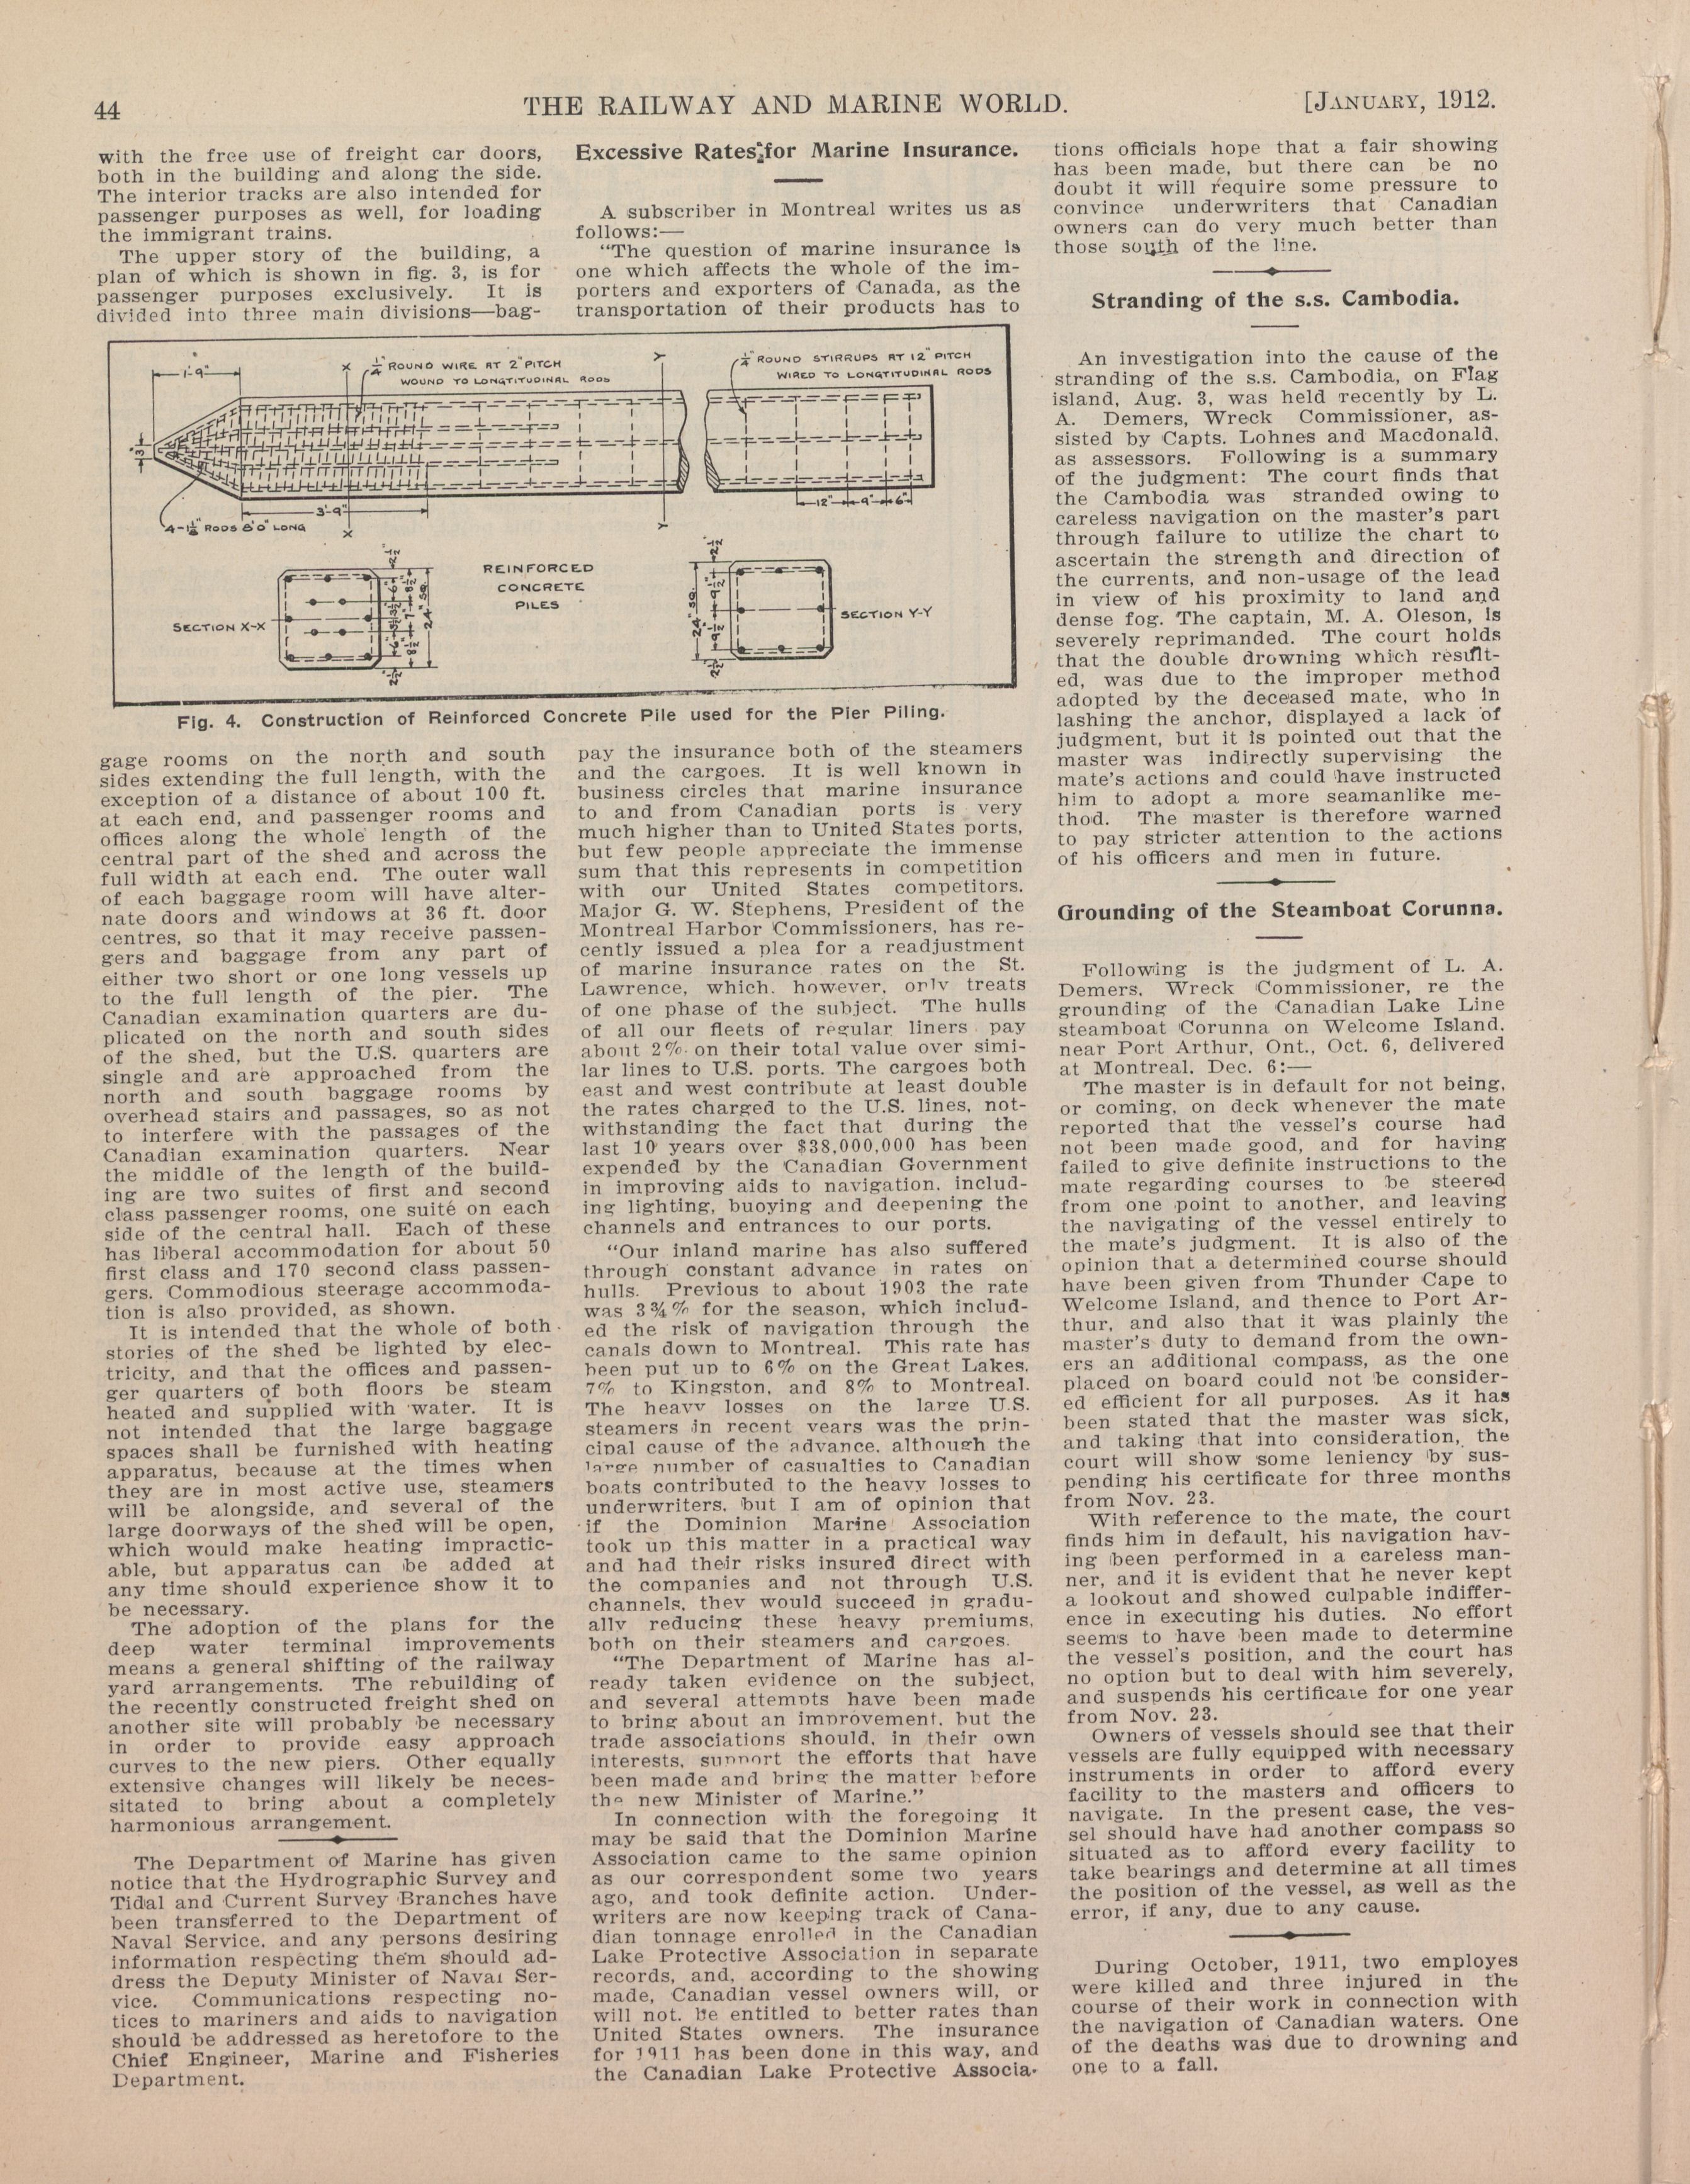 44
THE RAILWAY AND MARINE WORLD.
[JANUARY, 1912.
with the free use of freight car doors,
both in the building and along the side.
The interior tracks are also intended for
passenger purposes as well, for loading
the immigrant trains.
The upper story of the building, a
plan of which is shown in fig. 3, is for
passenger purposes exclusively. It is
divided into three main divisions—bag-
1'-9"
X
1/4" ROUND WIRE AT 2" PITCH
WOUND TO LONGTITUDINAL RODS
Y
1/4" ROUND STIRRUPS AT 12" PITCH
WIRED TO LONGTITUDINAL RODS
3"
3'-9"
12" 9" 6"
4-1 1/2" RODS 8'0" LONG
X
Y
REINFORCED
CONCRETE
PILES
SECTION X-X
24" SQ.
24" SQ.
SECTION Y-Y
Fig. 4. Construction of Reinforced Concrete Pile used for the Pier Piling.
gage rooms on the north and south
sides extending the full length, with the
exception of a distance of about 100 ft.
at each end, and passenger rooms and
offices along the whole length of the
central part of the shed and across the
full width at each end. The outer wall
of each baggage room will have alter-
nate doors and windows at 36 ft. door
centres, so that it may receive passen-
gers and baggage from any part of
either two short or one long vessels up
to the full length of the pier. The
Canadian examination quarters are du-
plicated on the north and south sides
of the shed, but the U.S. quarters are
single and are approached from the
north and south baggage rooms by
overhead stairs and passages, so as not
to interfere with the passages of the
Canadian examination quarters. Near
the middle of the length of the build-
ing are two suites of first and second
class passenger rooms, one suite on each
side of the central hall. Each of these
has liberal accommodation for about 50
first class and 170 second class passen-
gers. Commodious steerage accommoda-
tion is also provided, as shown.
It is intended that the whole of both
stories of the shed be lighted by elec-
tricity, and that the offices and passen-
ger quarters of both floors be steam
heated and supplied with water. It is
not intended that the large baggage
spaces shall be furnished with heating
apparatus, because at the times when
they are in most active use, steamers
will be alongside, and several of the
large doorways of the shed will be open,
which would make heating impractic-
able, but apparatus can be added at
any time should experience show it to
be necessary.
The adoption of the plans for the
deep water terminal improvements
means a general shifting of the railway
yard arrangements. The rebuilding of
the recently constructed freight shed on
another site will probably be necessary
in order to provide easy approach
curves to the new piers. Other equally
extensive changes will likely be neces-
sitated to bring about a completely
harmonious arrangement.
The Department of Marine has given
notice that the Hydrographic Survey and
Tidal and Current Survey Branches have
been transferred to the Department of
Naval Service, and any persons desiring
information respecting them should ad-
dress the Deputy Minister of Naval Ser-
vice. Communications respecting no-
tices to mariners and aids to navigation
should be addressed as heretofore to the
Chief Engineer, Marine and Fisheries
Department.
Excessive Rates for Marine Insurance.
A subscriber in Montreal writes us as
follows:—
"The question of marine insurance is
one which affects the whole of the im-
porters and exporters of Canada, as the
transportation of their products has to
pay the insurance both of the steamers
and the cargoes. It is well known in
business circles that marine insurance
to and from Canadian ports is very
much higher than to United States ports,
but few people appreciate the immense
sum that this represents in competition
with our United States competitors.
Major G. W. Stephens, President of the
Montreal Harbor Commissioners, has re-
cently issued a plea for a readjustment
of marine insurance rates on the St.
Lawrence, which, however, only treats
of one phase of the subject. The hulls
of all our fleets of regular liners pay
about 2% on their total value over simi-
lar lines to U.S. ports. The cargoes both
east and west contribute at least double
the rates charged to the U.S. lines, not-
withstanding the fact that during the
last 10 years over $38,000,000 has been
expended by the Canadian Government
in improving aids to navigation, includ-
ing lighting, buoying and deepening the
channels and entrances to our ports.
"Our inland marine has also suffered
through constant advance in rates on
hulls. Previous to about 1903 the rate
was 3¾% for the season, which includ-
ed the risk of navigation through the
canals down to Montreal. This rate has
been put up to 6% on the Great Lakes,
7% to Kingston, and 8% to Montreal.
The heavy losses on the large U.S.
steamers in recent years was the prin-
cipal cause of the advance, although the
large number of casualties to Canadian
boats contributed to the heavy losses to
underwriters, but I am of opinion that
if the Dominion Marine Association
took up this matter in a practical way
and had their risks insured direct with
the companies and not through U.S.
channels, they would succeed in gradu-
ally reducing these heavy premiums,
both on their steamers and cargoes.
"The Department of Marine has al-
ready taken evidence on the subject,
and several attempts have been made
to bring about an improvement, but the
trade associations should, in their own
interests, support the efforts that have
been made and bring the matter before
the new Minister of Marine."
In connection with the foregoing it
may be said that the Dominion Marine
Association came to the same opinion
as our correspondent some two years
ago, and took definite action. Under-
writers are now keeping track of Cana-
dian tonnage enrolled in the Canadian
Lake Protective Association in separate
records, and, according to the showing
made, Canadian vessel owners will, or
will not, be entitled to better rates than
United States owners. The insurance
for 1911 has been done in this way, and
the Canadian Lake Protective Associa-
tions officials hope that a fair showing
has been made, but there can be no
doubt it will require some pressure to
convince underwriters that Canadian
owners can do very much better than
those south of the line.
Stranding of the s.s. Cambodia.
An investigation into the cause of the
stranding of the s.s. Cambodia, on Flag
island, Aug. 3, was held recently by L.
A. Demers, Wreck Commissioner, as-
sisted by Capts. Lohnes and Macdonald,
as assessors. Following is a summary
of the judgment: The court finds that
the Cambodia was stranded owing to
careless navigation on the master's part
through failure to utilize the chart to
ascertain the strength and direction of
the currents, and non-usage of the lead
in view of his proximity to land and
dense fog. The captain, M. A. Oleson, is
severely reprimanded. The court holds
that the double drowning which result-
ed, was due to the improper method
adopted by the deceased mate, who in
lashing the anchor, displayed a lack of
judgment, but it is pointed out that the
master was indirectly supervising the
mate's actions and could have instructed
him to adopt a more seamanlike me-
thod. The master is therefore warned
to pay stricter attention to the actions
of his officers and men in future.
Grounding of the Steamboat Corunna.
Following is the judgment of L. A.
Demers, Wreck Commissioner, re the
grounding of the Canadian Lake Line
steamboat Corunna on Welcome Island,
near Port Arthur, Ont., Oct. 6, delivered
at Montreal, Dec. 6:—
The master is in default for not being,
or coming, on deck whenever the mate
reported that the vessel's course had
not been made good, and for having
failed to give definite instructions to the
mate regarding courses to be steered
from one point to another, and leaving
the navigating of the vessel entirely to
the mate's judgment. It is also of the
opinion that a determined course should
have been given from Thunder Cape to
Welcome Island, and thence to Port Ar-
thur, and also that it was plainly the
master's duty to demand from the own-
ers an additional compass, as the one
placed on board could not be consider-
ed efficient for all purposes. As it has
been stated that the master was sick,
and taking that into consideration, the
court will show some leniency by sus-
pending his certificate for three months
from Nov. 23.
With reference to the mate, the court
finds him in default, his navigation hav-
ing been performed in a careless man-
ner, and it is evident that he never kept
a lookout and showed culpable indiffer-
ence in executing his duties. No effort
seems to have been made to determine
the vessel's position, and the court has
no option but to deal with him severely,
and suspends his certificate for one year
from Nov. 23.
Owners of vessels should see that their
vessels are fully equipped with necessary
instruments in order to afford every
facility to the masters and officers to
navigate. In the present case, the ves-
sel should have had another compass so
situated as to afford every facility to
take bearings and determine at all times
the position of the vessel, as well as the
error, if any, due to any cause.
During October, 1911, two employes
were killed and three injured in the
course of their work in connection with
the navigation of Canadian waters. One
of the deaths was due to drowning and
one to a fall.